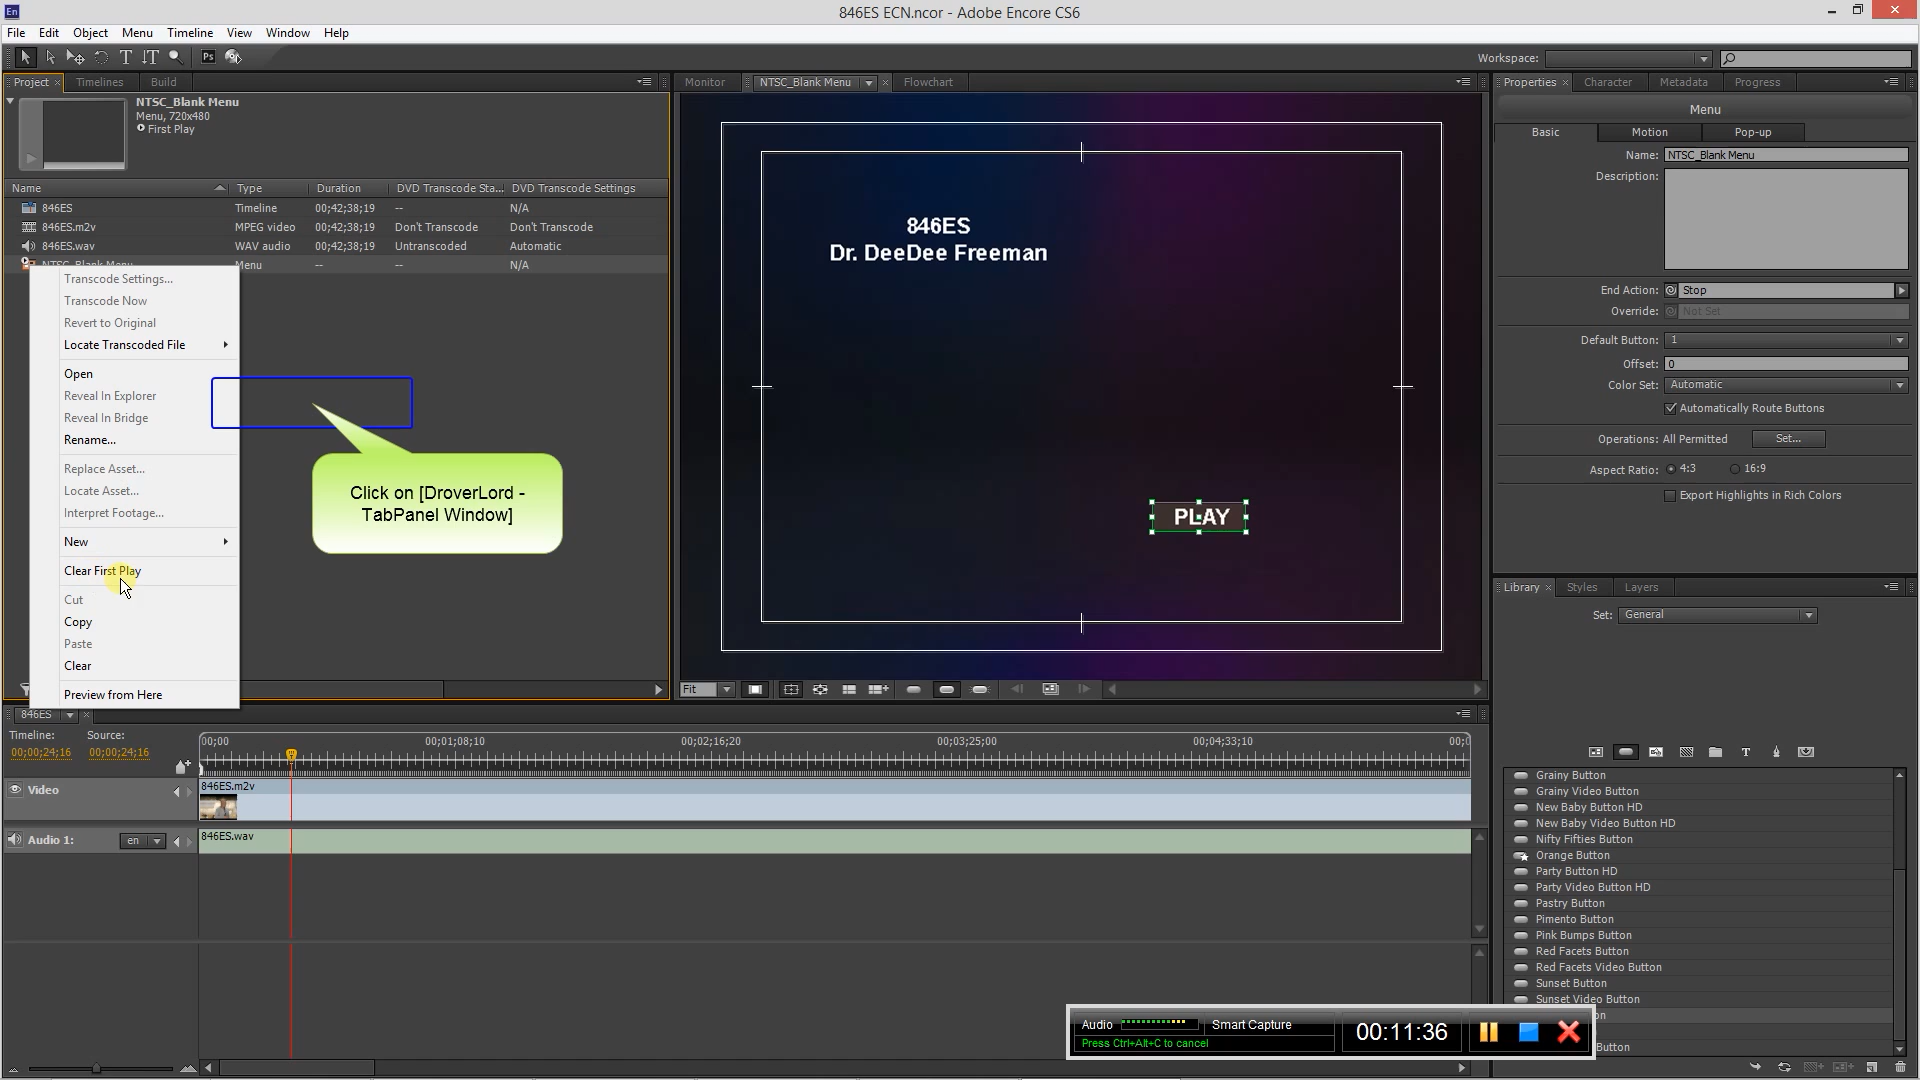 846ES ECN.ncor - Adobe Encore CS6
File Edit Object Menu Timeline View Window Help
Workspace:
Project Timelines Build
NTSC_Blank Menu
Menu, 720x480
First Play
Name Type Duration DVD Transcode Sta... DVD Transcode Settings
846ES Timeline 00;42;38;19 -- N/A
846ES.m2v MPEG video 00;42;38;19 Don't Transcode Don't Transcode
846ES.wav WAV audio 00;42;38;19 Untranscoded Automatic
NTSC_Blank Menu Menu -- -- N/A
Transcode Settings...
Transcode Now
Revert to Original
Locate Transcoded File
Open
Reveal In Explorer
Reveal In Bridge
Rename...
Replace Asset...
Locate Asset...
Interpret Footage...
New
Clear First Play
Cut
Copy
Paste
Clear
Preview from Here
Click on [DroverLord -
TabPanel Window]
Monitor NTSC_Blank Menu Flowchart
846ES
Dr. DeeDee Freeman
PLAY
Fit
Properties Character Metadata Progress
Menu
Basic Motion Pop-up
Name: NTSC_Blank Menu
Description:
End Action: Stop
Override: Not Set
Default Button: 1
Offset: 0
Color Set: Automatic
Automatically Route Buttons
Operations: All Permitted Set...
Aspect Ratio: 4:3 16:9
Export Highlights in Rich Colors
Library Styles Layers
Set: General
Grainy Button
Grainy Video Button
New Baby Button HD
New Baby Video Button HD
Nifty Fifties Button
Orange Button
Party Button HD
Party Video Button HD
Pastry Button
Pimento Button
Pink Bumps Button
Red Facets Button
Red Facets Video Button
Sunset Button
Sunset Video Button
Button
846ES
Timeline: Source:
00;00;24;16 00;00;24;16
00;00 00;01;08;10 00;02;16;20 00;03;25;00 00;04;33;10
Video
846ES.m2v
Audio 1: en
846ES.wav
Audio Smart Capture
Press Ctrl+Alt+C to cancel
00:11:36